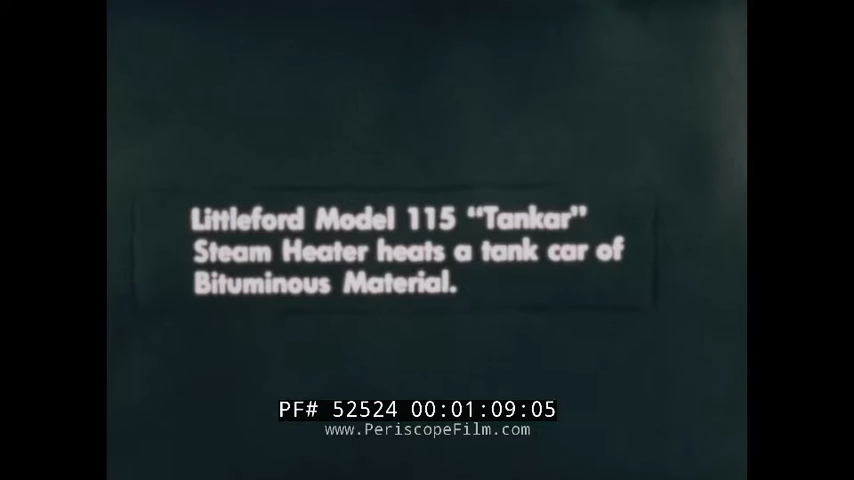 Littleford Model 115 “Tankar”
Steam Heater heats a tank car of
Bituminous Material.
PF# 52524 00:01:09:05
www.PeriscopeFilm.com